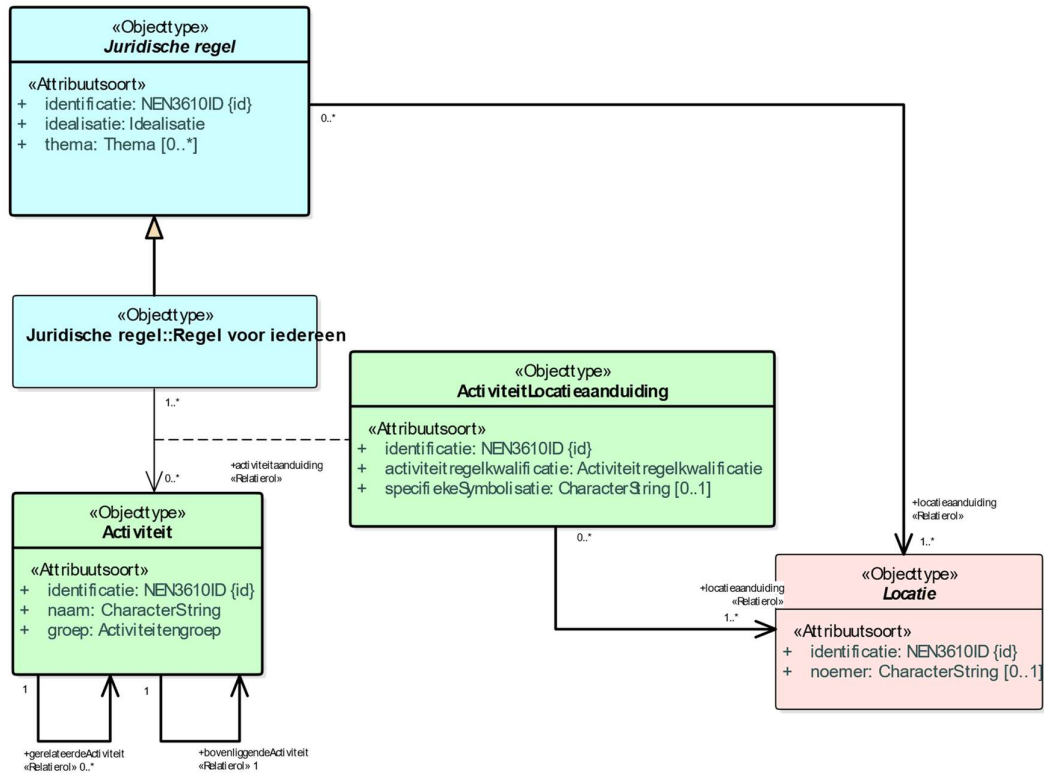 «Objecttype»
Juridische regel
«Attribuutsoort»
+ identificatie: NEN3610ID {id}
+ idealisatie: Idealisatie
+ thema: Thema [0..*]
0..*
«Objecttype»
Juridische regel::Regel voor iedereen
1..*
0..*
+activiteitaanduiding
«Relatierol»
«Objecttype»
ActiviteitLocatieaanduiding
«Attribuutsoort»
+ identificatie: NEN3610ID {id}
+ activiteitregelkwalificatie: Activiteitregelkwalificatie
+ specifiekeSymbolisatie: CharacterString [0..1]
0..*
+locatieaanduiding
«Relatierol»
1..*
+locatieaanduiding
«Relatierol»
1..*
«Objecttype»
Activiteit
«Attribuutsoort»
+ identificatie: NEN3610ID {id}
+ naam: CharacterString
+ groep: Activiteitengroep
1
1
+gerelateerdeActiviteit
«Relatierol» 0..*
+bovenliggendeActiviteit
«Relatierol» 1
«Objecttype»
Locatie
«Attribuutsoort»
+ identificatie: NEN3610ID {id}
+ noemer: CharacterString [0..1]